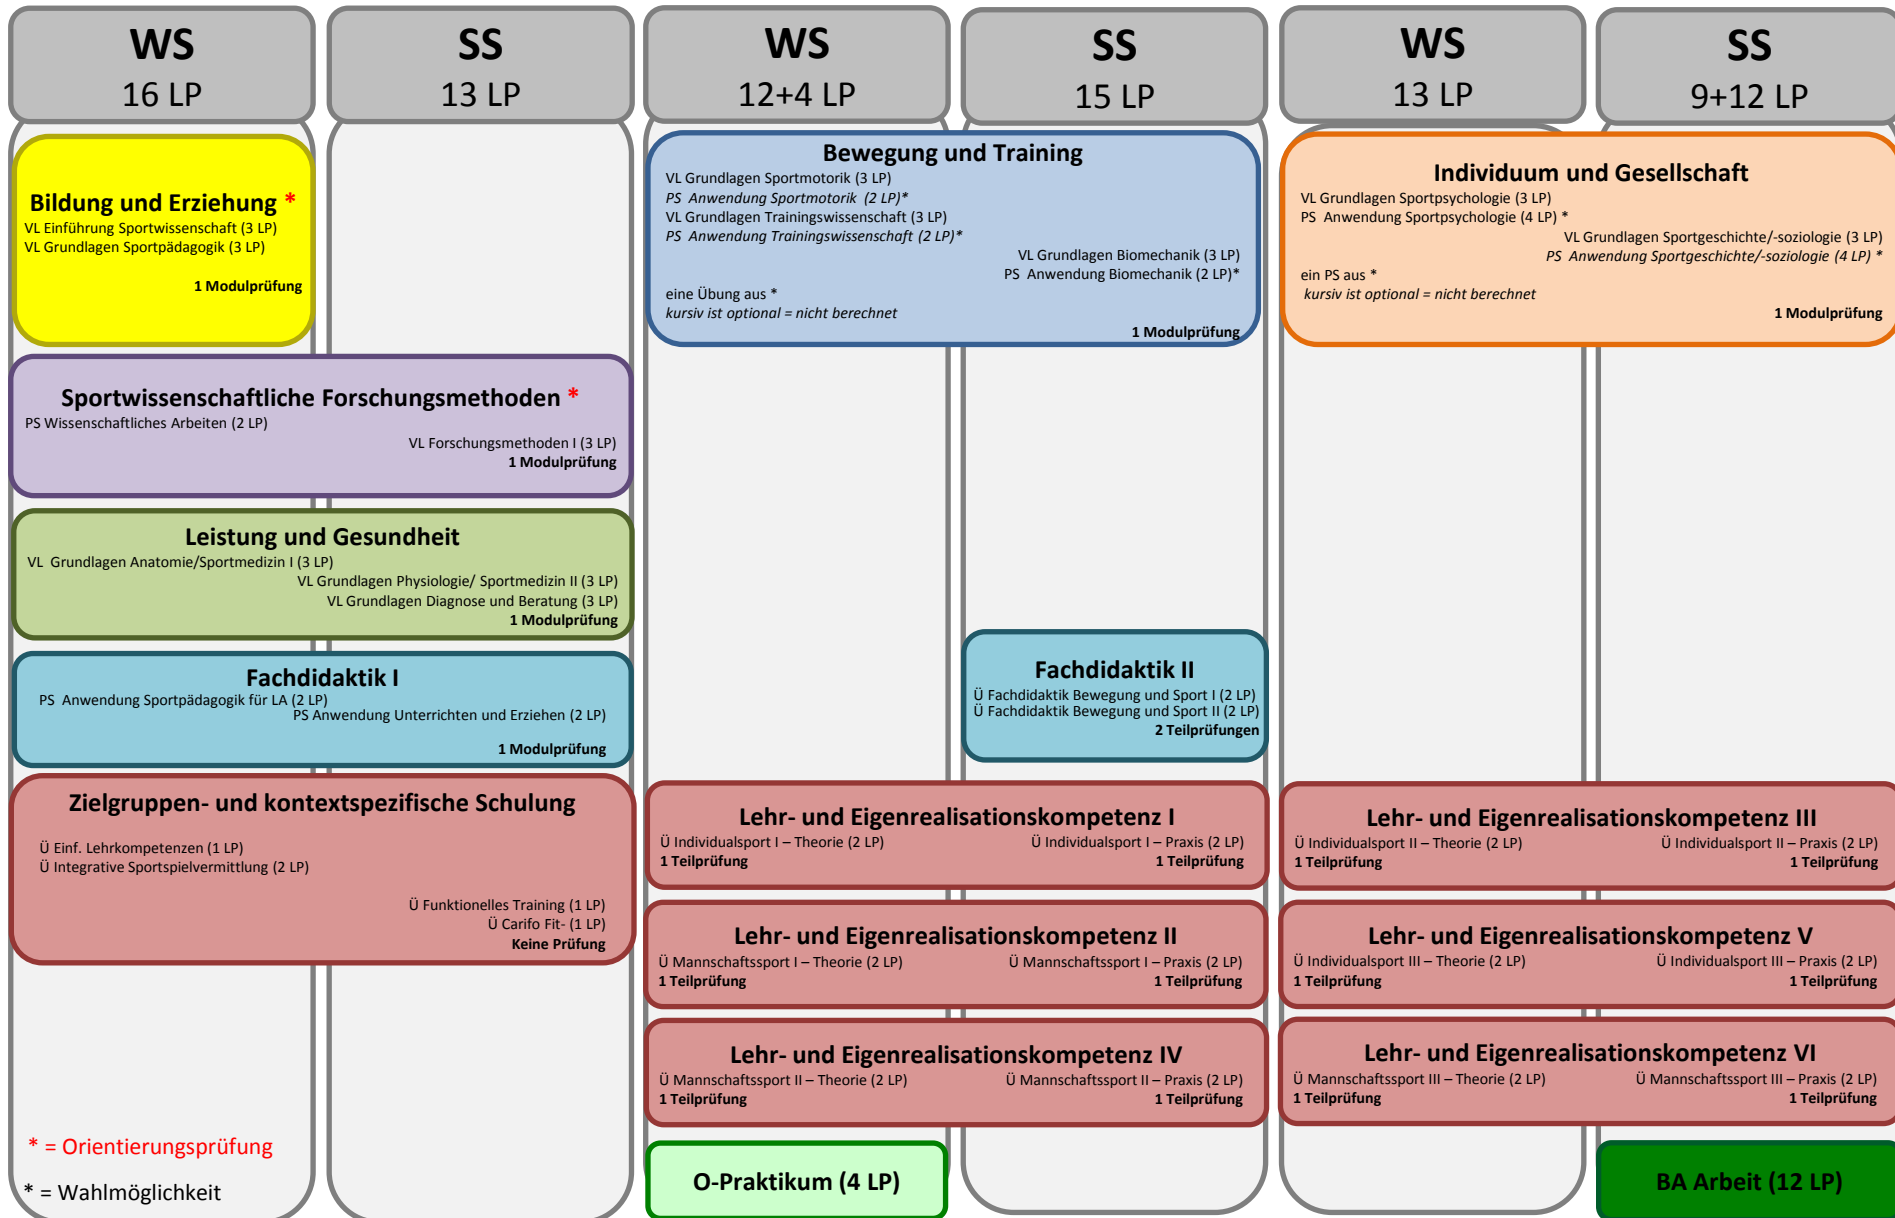 WS
16 LP
SS
13 LP
WS
12+4 LP
SS
15 LP
WS
13 LP
SS
9+12 LP
Bildung und Erziehung *
VL Einführung Sportwissenschaft (3 LP)
VL Grundlagen Sportpädagogik (3 LP)
1 Modulprüfung
Bewegung und Training
VL Grundlagen Sportmotorik (3 LP)
PS Anwendung Sportmotorik (2 LP)*
VL Grundlagen Trainingswissenschaft (3 LP)
PS Anwendung Trainingswissenschaft (2 LP)*
VL Grundlagen Biomechanik (3 LP)
PS Anwendung Biomechanik (2 LP)*
eine Übung aus *
kursiv ist optional = nicht berechnet
1 Modulprüfung
Individuum und Gesellschaft
VL Grundlagen Sportpsychologie (3 LP)
PS Anwendung Sportpsychologie (4 LP) *
VL Grundlagen Sportgeschichte/-soziologie (3 LP)
PS Anwendung Sportgeschichte/-soziologie (4 LP) *
ein PS aus *
kursiv ist optional = nicht berechnet
1 Modulprüfung
Sportwissenschaftliche Forschungsmethoden *
PS Wissenschaftliches Arbeiten (2 LP)
VL Forschungsmethoden I (3 LP)
1 Modulprüfung
Leistung und Gesundheit
VL Grundlagen Anatomie/Sportmedizin I (3 LP)
VL Grundlagen Physiologie/ Sportmedizin II (3 LP)
VL Grundlagen Diagnose und Beratung (3 LP)
1 Modulprüfung
Fachdidaktik I
PS Anwendung Sportpädagogik für LA (2 LP)
PS Anwendung Unterrichten und Erziehen (2 LP)
1 Modulprüfung
Fachdidaktik II
Ü Fachdidaktik Bewegung und Sport I (2 LP)
Ü Fachdidaktik Bewegung und Sport II (2 LP)
2 Teilprüfungen
Zielgruppen- und kontextspezifische Schulung
Ü Einf. Lehrkompetenzen (1 LP)
Ü Integrative Sportspielvermittlung (2 LP)
Ü Funktionelles Training (1 LP)
Ü Carifo Fit- (1 LP)
Keine Prüfung
Lehr- und Eigenrealisationskompetenz I
Ü Individualsport I – Theorie (2 LP) Ü Individualsport I – Praxis (2 LP)
1 Teilprüfung 1 Teilprüfung
Lehr- und Eigenrealisationskompetenz III
Ü Individualsport II – Theorie (2 LP) Ü Individualsport II – Praxis (2 LP)
1 Teilprüfung 1 Teilprüfung
Lehr- und Eigenrealisationskompetenz II
Ü Mannschaftssport I – Theorie (2 LP) Ü Mannschaftssport I – Praxis (2 LP)
1 Teilprüfung 1 Teilprüfung
Lehr- und Eigenrealisationskompetenz V
Ü Individualsport III – Theorie (2 LP) Ü Individualsport III – Praxis (2 LP)
1 Teilprüfung 1 Teilprüfung
Lehr- und Eigenrealisationskompetenz IV
Ü Mannschaftssport II – Theorie (2 LP) Ü Mannschaftssport II – Praxis (2 LP)
1 Teilprüfung 1 Teilprüfung
Lehr- und Eigenrealisationskompetenz VI
Ü Mannschaftssport III – Theorie (2 LP) Ü Mannschaftssport III – Praxis (2 LP)
1 Teilprüfung 1 Teilprüfung
* = Orientierungsprüfung
* = Wahlmöglichkeit
O-Praktikum (4 LP)
BA Arbeit (12 LP)